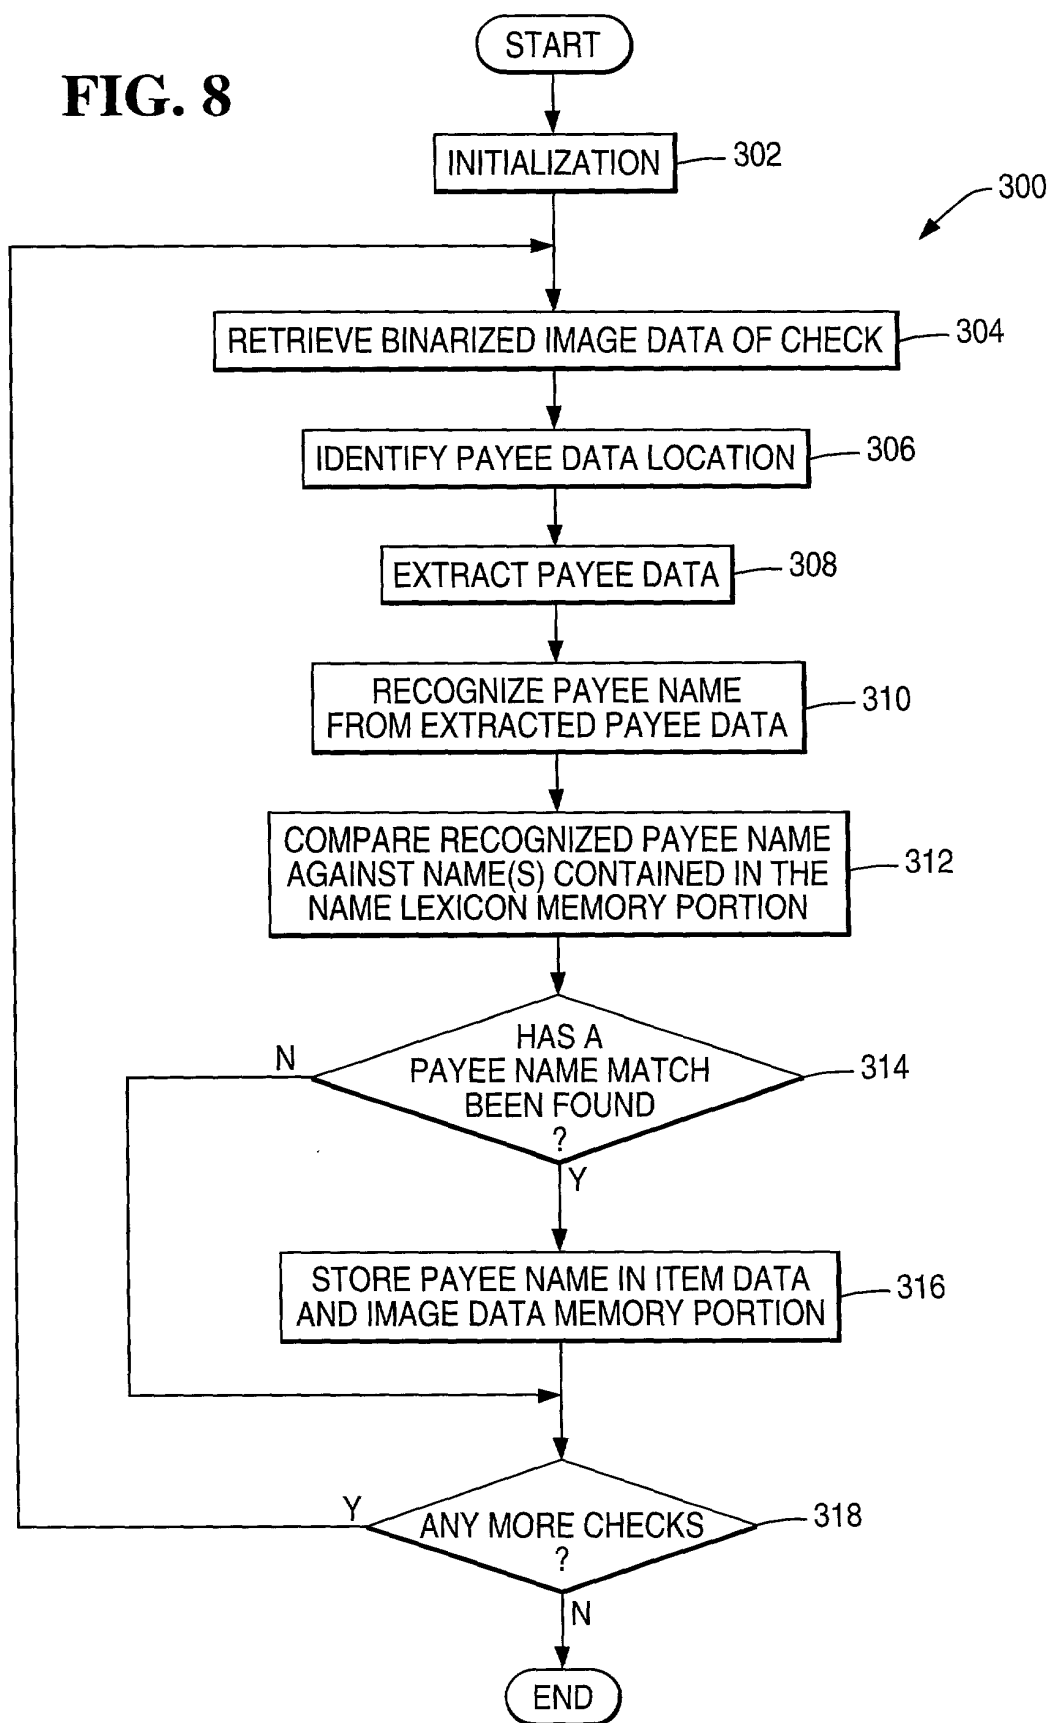 START
FIG. 8
INITIALIZATION
302
300
RETRIEVE BINARIZED IMAGE DATA OF CHECK
304
IDENTIFY PAYEE DATA LOCATION
306
EXTRACT PAYEE DATA
308
RECOGNIZE PAYEE NAME
FROM EXTRACTED PAYEE DATA
310
COMPARE RECOGNIZED PAYEE NAME
AGAINST NAME(S) CONTAINED IN THE
NAME LEXICON MEMORY PORTION
312
HAS A
PAYEE NAME MATCH
BEEN FOUND
?
N
314
Y
STORE PAYEE NAME IN ITEM DATA
AND IMAGE DATA MEMORY PORTION
316
Y
ANY MORE CHECKS
?
318
N
END